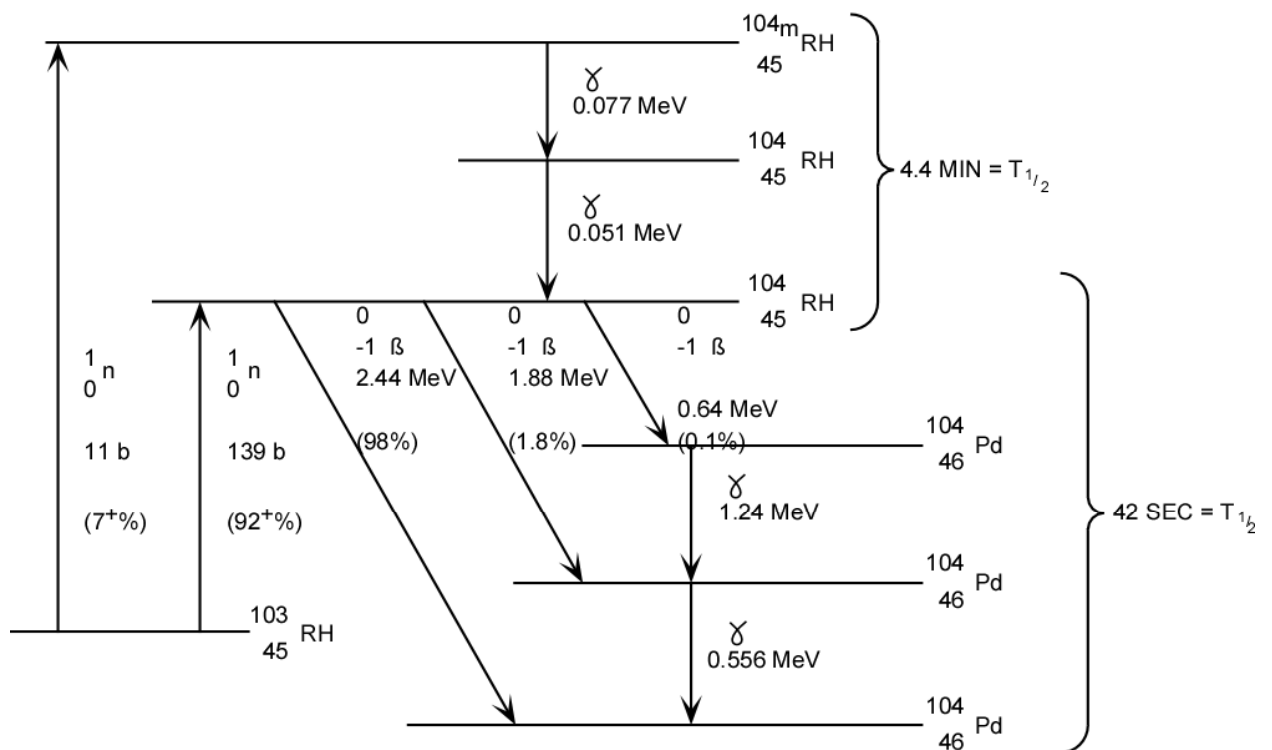 104m RH
45
γ
0.077 MeV
104
45 RH
4.4 MIN = T1/2
γ
0.051 MeV
104
45 RH
0
-1 ß
2.44 MeV
(98%)
0
-1 ß
1.88 MeV
(1.8%)
0
-1 ß
0.64 MeV
(0.1%)
1
0 n
11 b
(7+%)
1
0 n
139 b
(92+%)
104
46 Pd
γ
1.24 MeV
42 SEC = T1/2
104
46 Pd
103
45 RH
γ
0.556 MeV
104
46 Pd